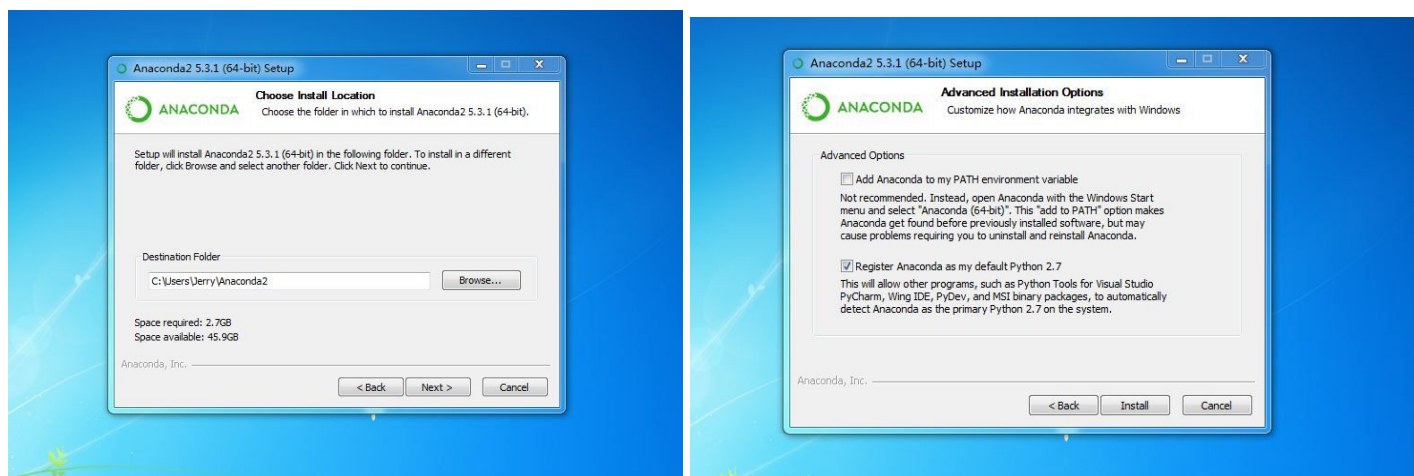 Anaconda2 5.3.1 (64-bit) Setup
ANACONDA
Choose Install Location
Choose the folder in which to install Anaconda2 5.3.1 (64-bit).
Setup will install Anaconda2 5.3.1 (64-bit) in the following folder. To install in a different
folder, click Browse and select another folder. Click Next to continue.
Destination Folder
C:\Users\Jerry\Anaconda2
Browse...
Space required: 2.7GB
Space available: 45.9GB
Anaconda, Inc.
< Back
Next >
Cancel
Anaconda2 5.3.1 (64-bit) Setup
ANACONDA
Advanced Installation Options
Customize how Anaconda integrates with Windows
Advanced Options
Add Anaconda to my PATH environment variable
Not recommended. Instead, open Anaconda with the Windows Start
menu and select "Anaconda (64-bit)". This "add to PATH" option makes
Anaconda get found before previously installed software, but may
cause problems requiring you to uninstall and reinstall Anaconda.
Register Anaconda as my default Python 2.7
This will allow other programs, such as Python Tools for Visual Studio
PyCharm, Wing IDE, PyDev, and MSI binary packages, to automatically
detect Anaconda as the primary Python 2.7 on the system.
Anaconda, Inc.
< Back
Install
Cancel